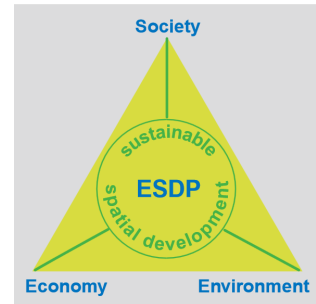 Society
sustainable
ESDP
spatial development
Economy
Environment